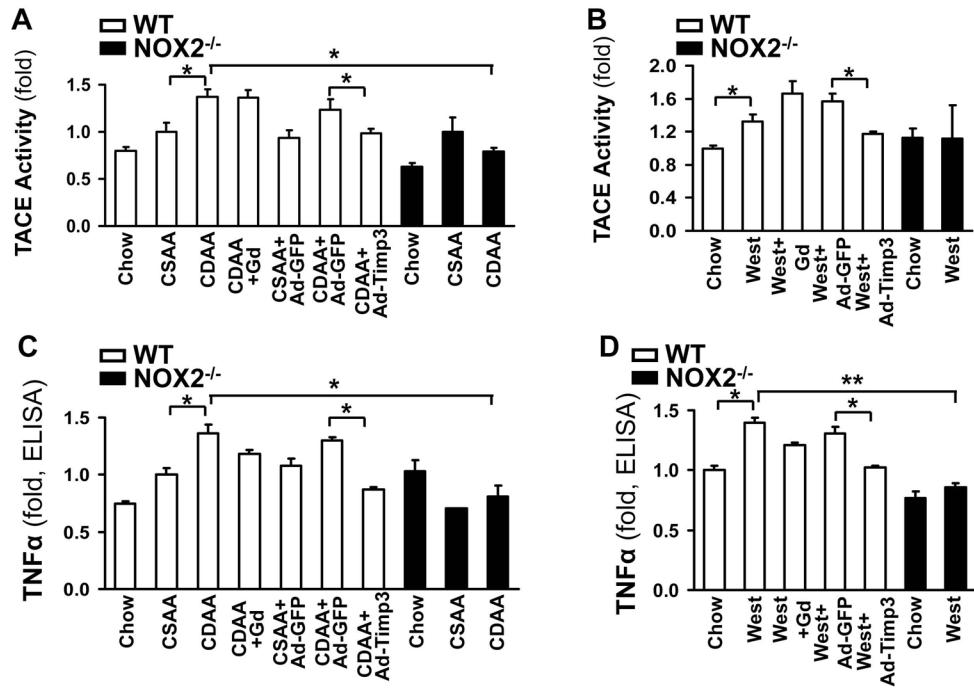 A
WT
NOX2-/-
TACE Activity (fold)
1.5
1.0
0.5
0.0
*
*
*
Chow
CSAA
CDAA
CDAA
+Gd
CSAA+
Ad-GFP
CDAA+
Ad-GFP
CDAA+
Ad-Timp3
Chow
CSAA
CDAA
B
WT
NOX2-/-
TACE Activity (fold)
2.0
1.6
1.2
0.8
0.4
*
*
Chow
West
West+
Gd
West+
Ad-GFP
West+
Ad-Timp3
Chow
West
C
WT
NOX2-/-
TNFα (fold, ELISA)
1.5
1.0
0.5
0.0
*
*
*
Chow
CSAA
CDAA
CDAA
+Gd
CSAA+
Ad-GFP
CDAA+
Ad-GFP
CDAA+
Ad-Timp3
Chow
CSAA
CDAA
D
WT
NOX2-/-
TNFα (fold, ELISA)
1.5
1.0
0.5
0.0
*
**
*
Chow
West
West
+Gd
West+
Ad-GFP
West+
Ad-Timp3
Chow
West